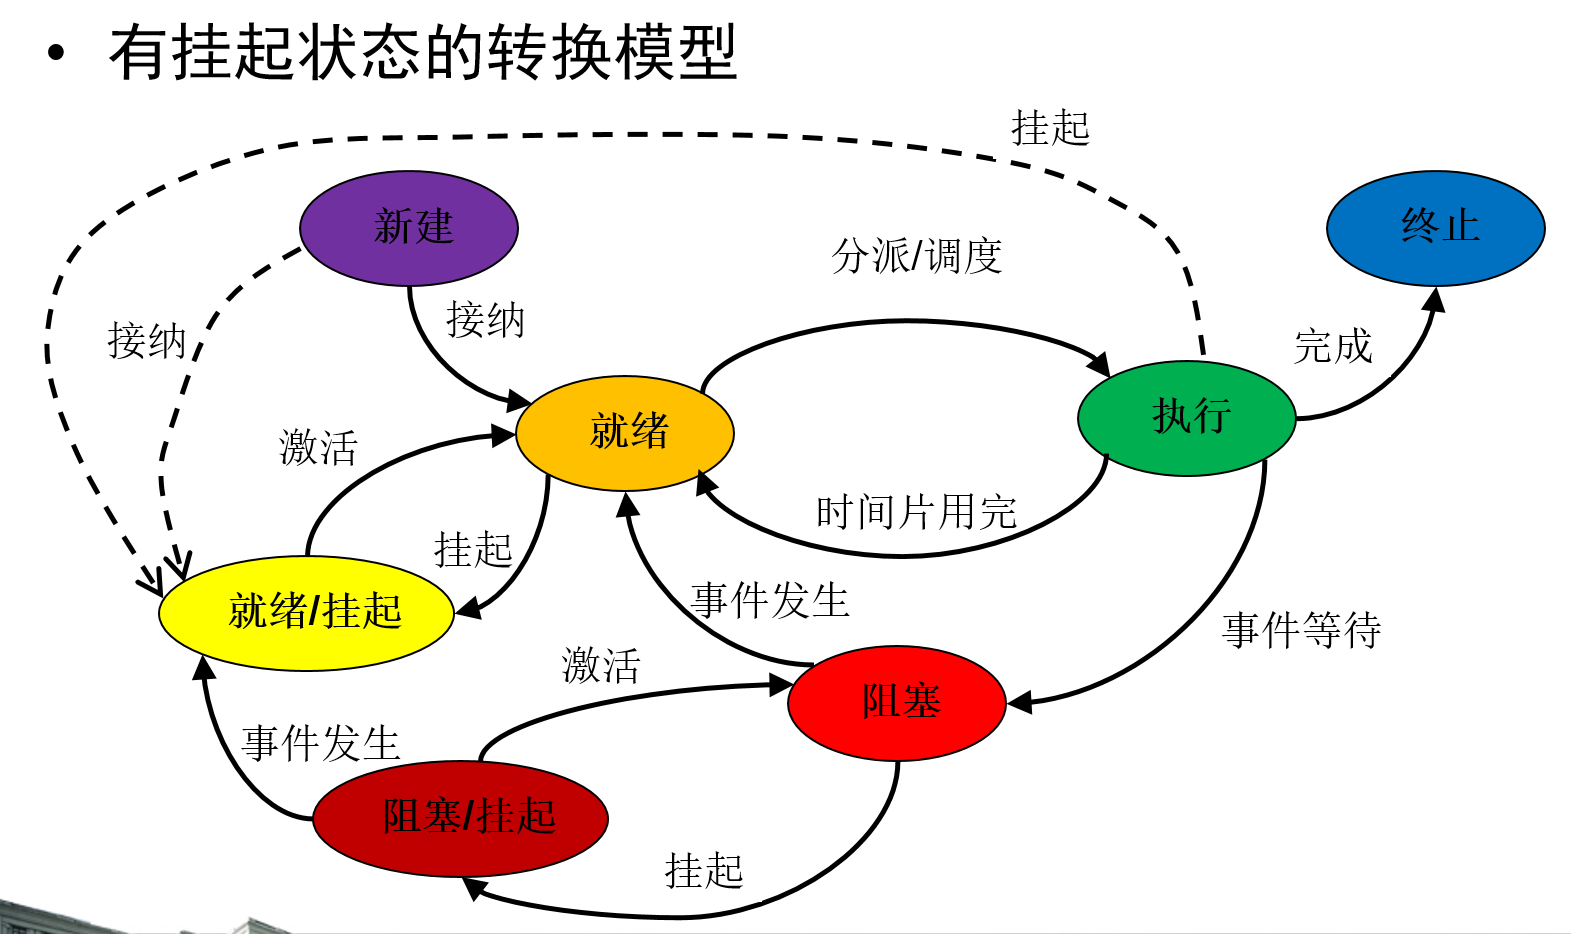 • 有挂起状态的转换模型
挂起
新建
终止
分派/调度
接纳
接纳
完成
执行
就绪
激活
时间片用完
挂起
事件发生
就绪/挂起
事件等待
激活
阻塞
事件发生
阻塞/挂起
挂起